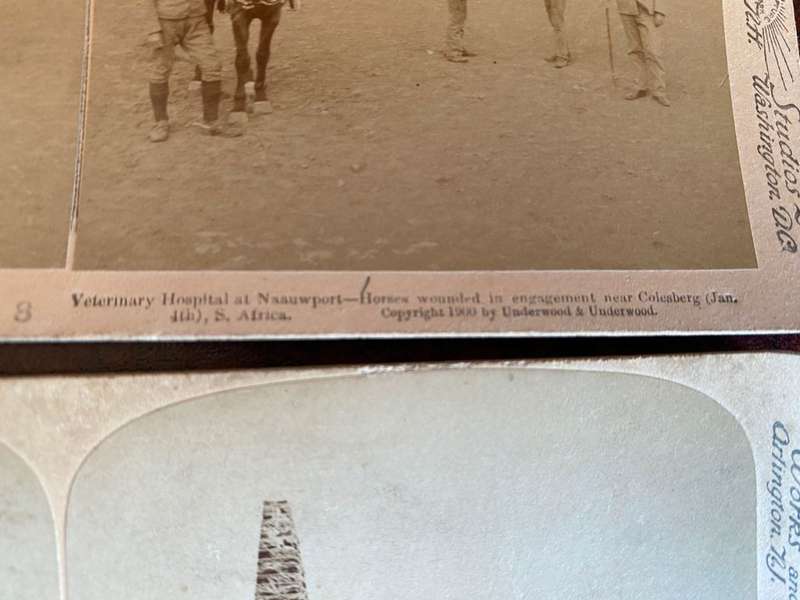 Studios
Washington, D.C.
8
Veterinary Hospital at Naauwport—Horses wounded in engagement near Colesberg (Jan.
4th), S. Africa.
Copyright 1900 by Underwood & Underwood.
Works and
Arlington, N.J.